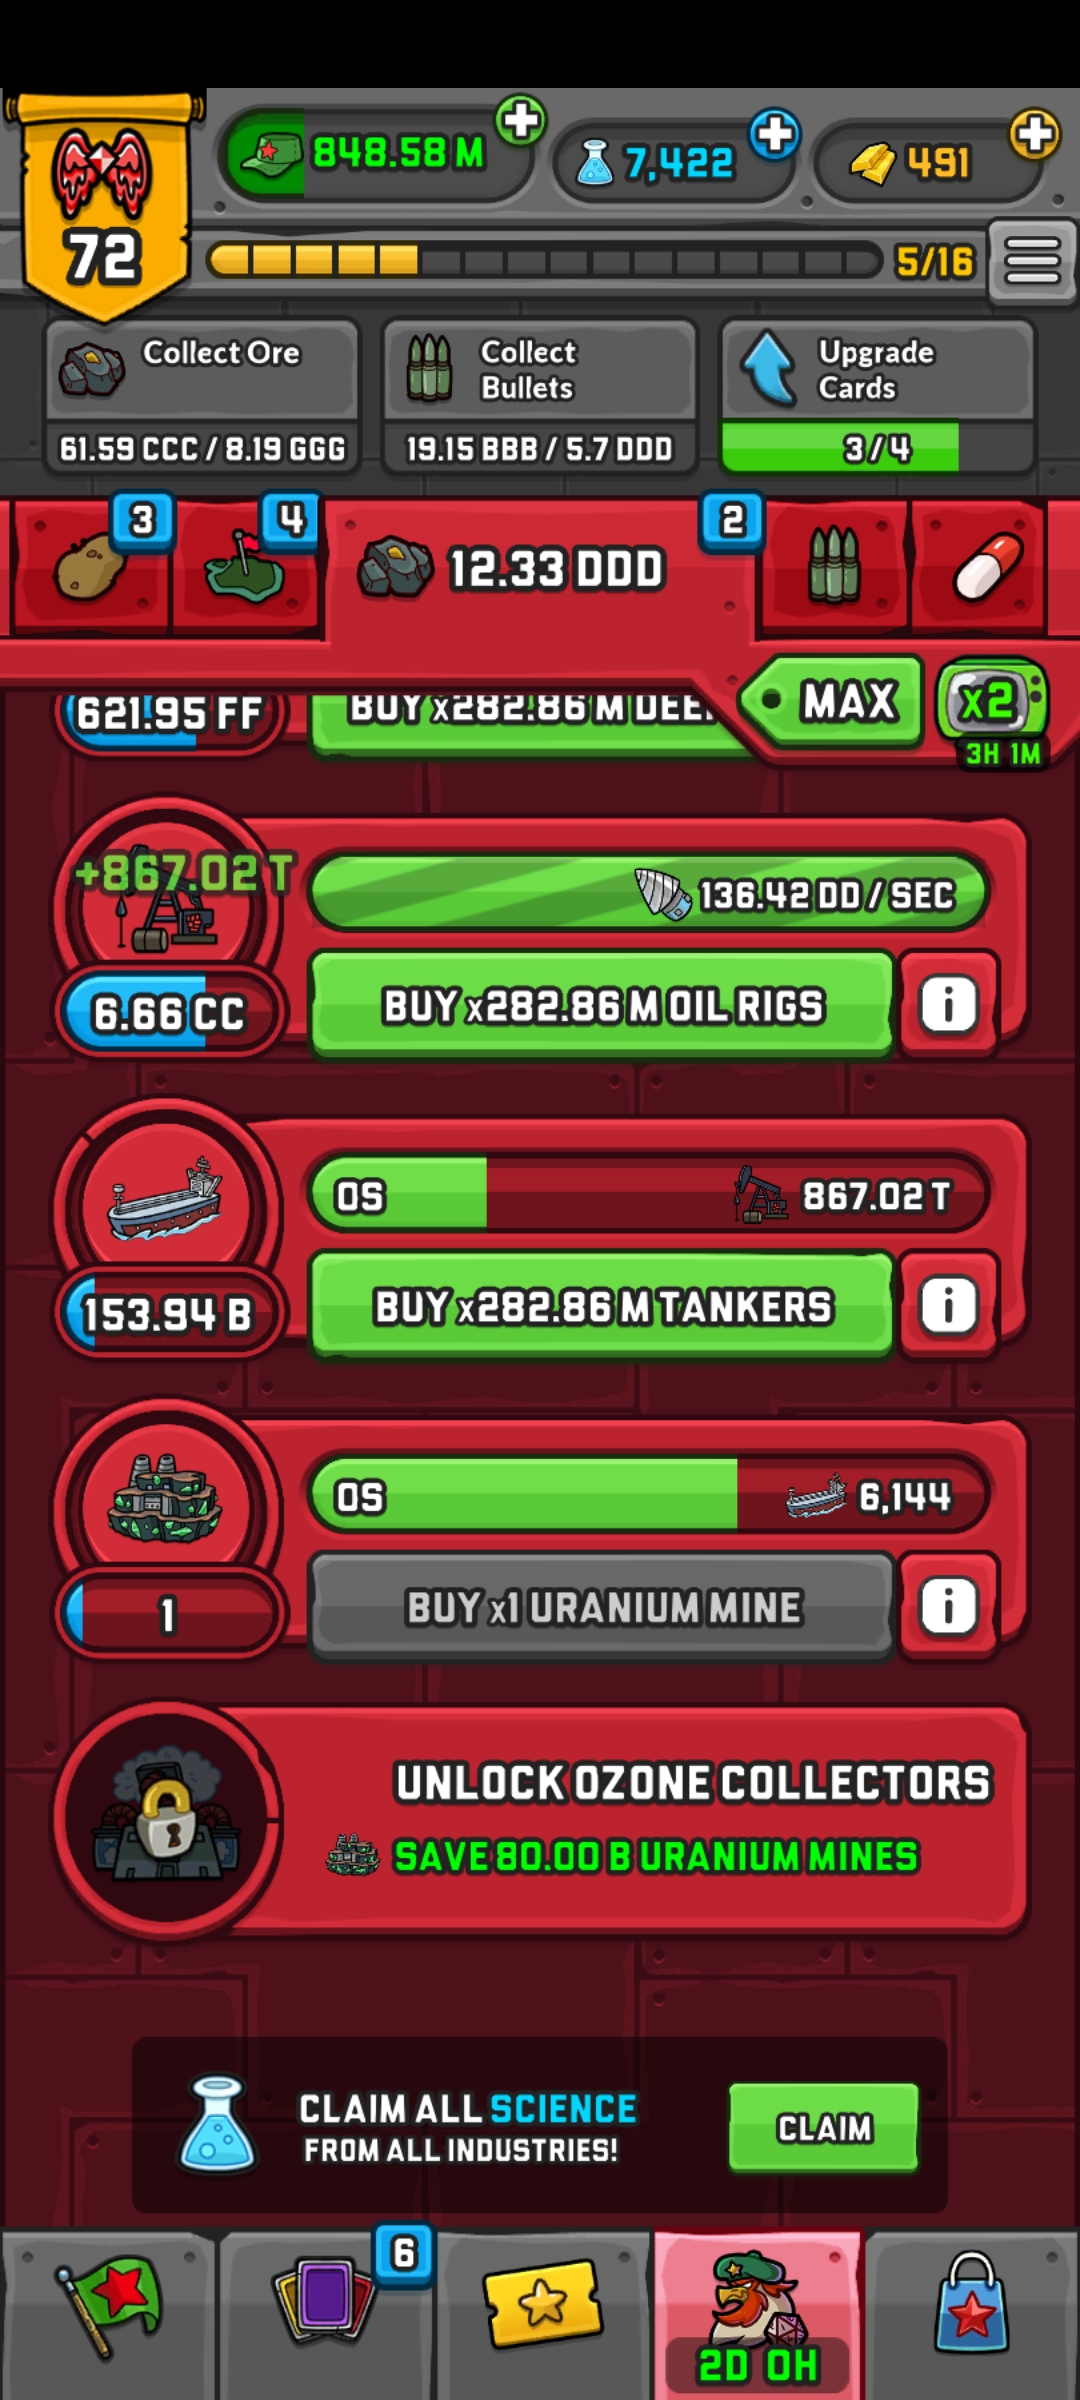 848.58 M
7,422
491
72
5/16
Collect Ore
61.59 CCC / 8.19 GGG
Collect
Bullets
19.15 BBB / 5.7 DDD
Upgrade
Cards
3 / 4
3
4
12.33 DDD
2
MAX
x2
3H 1M
621.95 FF
BUY x282.86 M
+867.02 T
136.42 DD / SEC
6.66 CC
BUY x282.86 M OIL RIGS
i
0S
867.02 T
153.94 B
BUY x282.86 M TANKERS
i
0S
6,144
1
BUY x1 URANIUM MINE
i
UNLOCK OZONE COLLECTORS
SAVE 80.00 B URANIUM MINES
CLAIM ALL SCIENCE
FROM ALL INDUSTRIES!
CLAIM
6
2D 0H